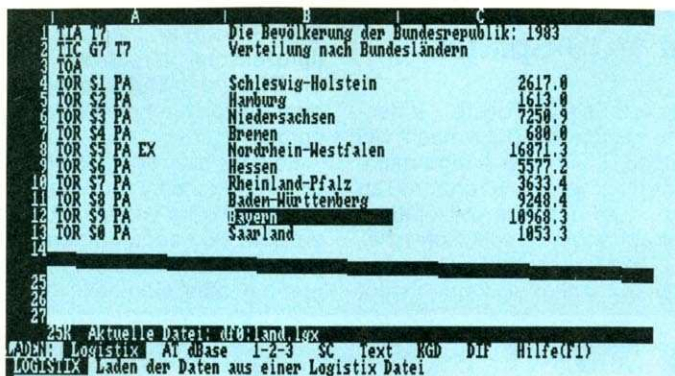 A B C
1 TIA T7 Die Bevölkerung der Bundesrepublik: 1983
2 TIC G7 T7 Verteilung nach Bundesländern
3 TOA
4 TOR S1 PA Schleswig-Holstein 2617.0
5 TOR S2 PA Hamburg 1613.0
6 TOR S3 PA Niedersachsen 7250.9
7 TOR S4 PA Bremen 680.0
8 TOR S5 PA EX Nordrhein-Westfalen 16871.3
9 TOR S6 PA Hessen 5577.2
10 TOR S7 PA Rheinland-Pfalz 3633.4
11 TOR S8 PA Baden-Württenberg 9248.4
12 TOR S9 PA Bayern 10968.3
13 TOR S0 PA Saarland 1053.3
14
25
26
27
25K Aktuelle Datei: df0:land.lgx
LADEN: Logistix AT dBase 1-2-3 SC Text KGD DIF Hilfe(F1)
LOGISTIX Laden der Daten aus einer Logistix Datei